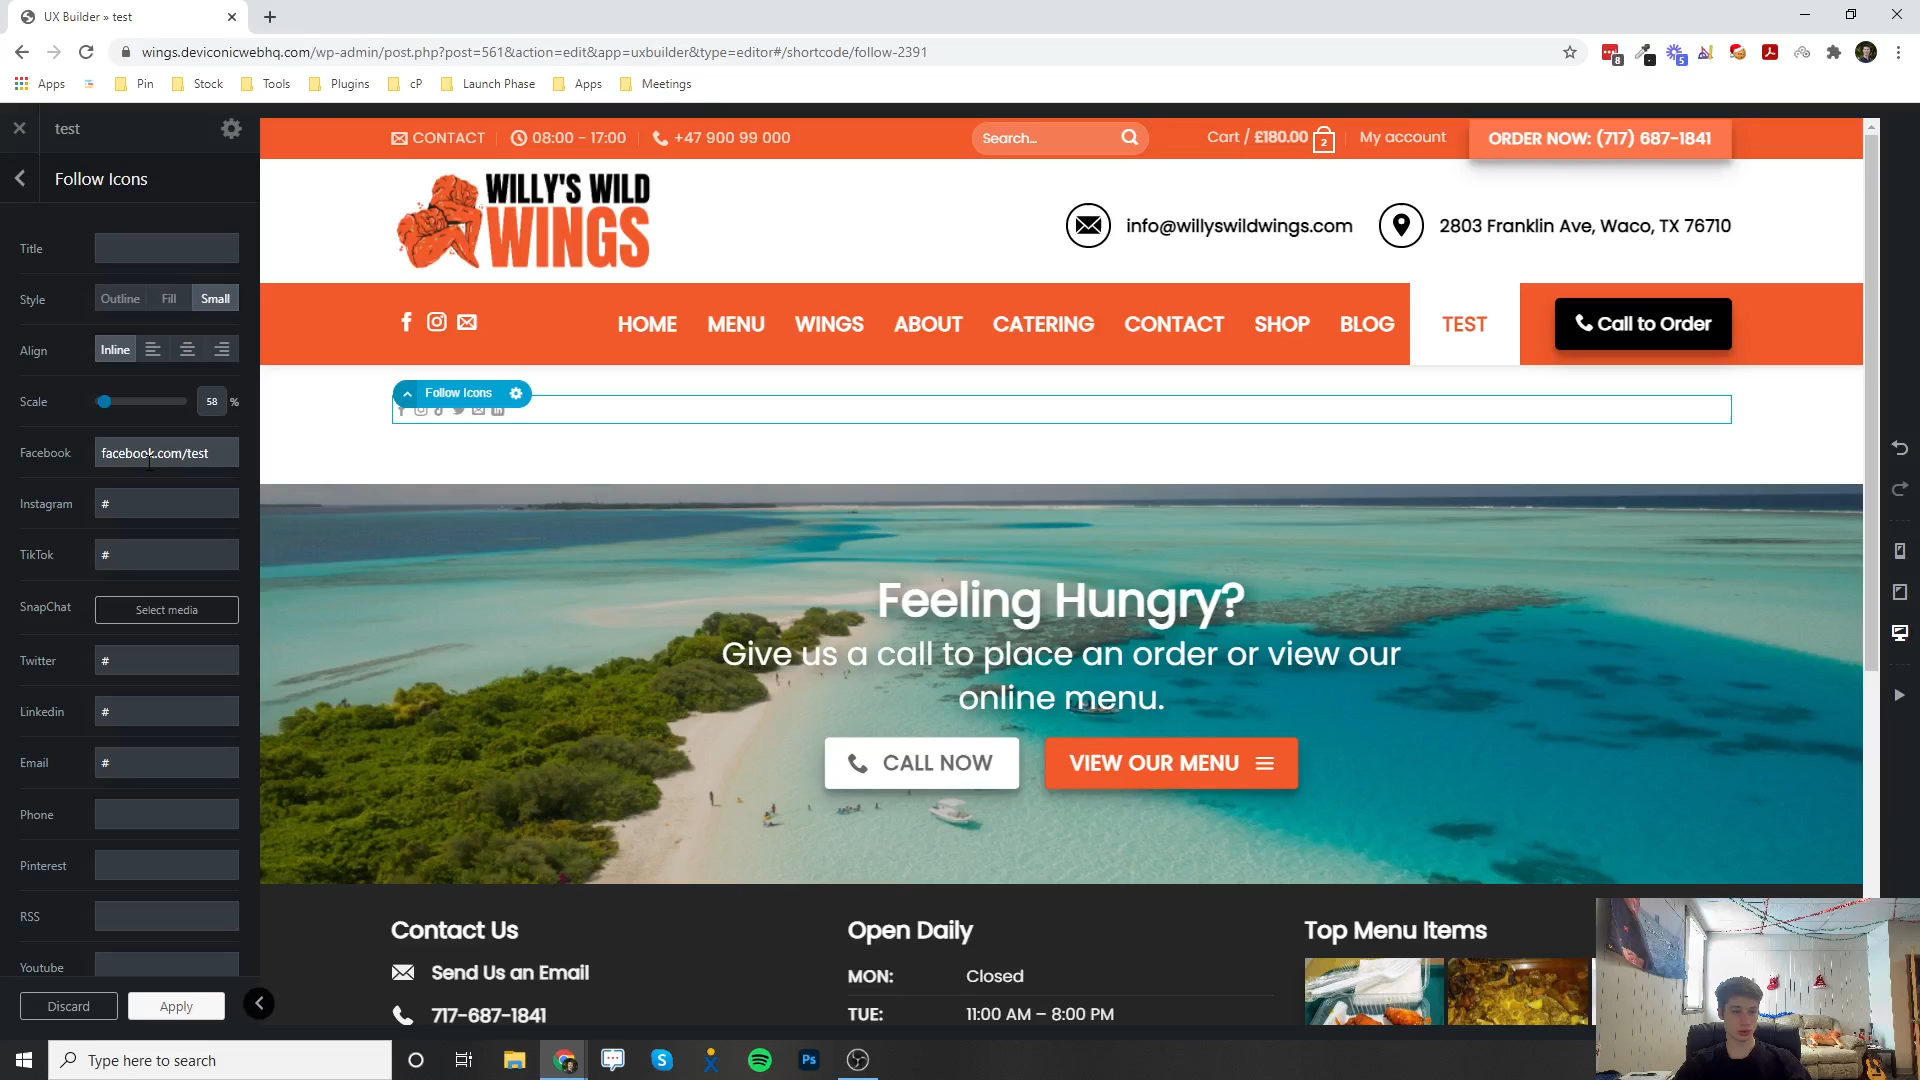 UX Builder » test
wings.deviconicwebhq.com/wp-admin/post.php?post=561&action=edit&app=uxbuilder&type=editor#/shortcode/follow-2391
8
5
Apps
Pin
Stock
Tools
Plugins
cP
Launch Phase
Apps
Meetings
test
Follow Icons
Title
Style
Outline
Fill
Small
Align
Inline
Scale
58
%
Facebook
facebook.com/test
Instagram
#
TikTok
#
SnapChat
Select media
Twitter
#
Linkedin
#
Email
#
Phone
Pinterest
RSS
Youtube
Discard
Apply
CONTACT
08:00 - 17:00
+47 900 99 000
Search...
Cart / £180.00
2
My account
ORDER NOW: (717) 687-1841
WILLY'S WILD
WINGS
info@willyswildwings.com
2803 Franklin Ave, Waco, TX 76710
HOME
MENU
WINGS
ABOUT
CATERING
CONTACT
SHOP
BLOG
TEST
Call to Order
Follow Icons
Feeling Hungry?
Give us a call to place an order or view our
online menu.
CALL NOW
VIEW OUR MENU
Contact Us
Send Us an Email
717-687-1841
Open Daily
MON:
Closed
TUE:
11:00 AM – 8:00 PM
Top Menu Items
Type here to search
Ps